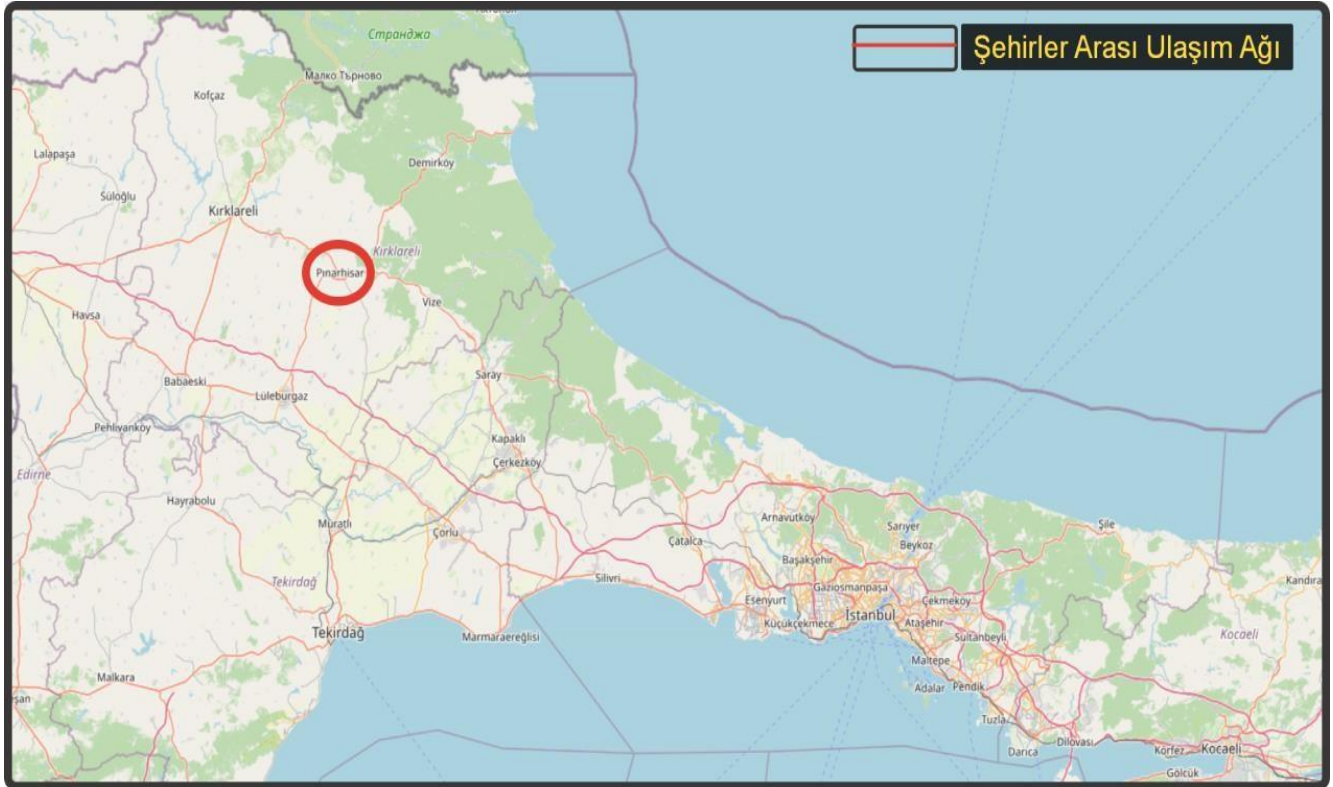 Странджа
Şehirler Arası Ulaşım Ağı
Малко Търново
Kofçaz
Lalapaşa
Demirköy
Süloğlu
Kırklareli
Kırklareli
Pınarhisar
Vize
Havsa
Saray
Babaeski
Lüleburgaz
Pehlivanköy
Kapaklı
Çerkezköy
Edirne
Hayrabolu
Muratlı
Çorlu
Arnavutköy
Sarıyer
Şile
Çatalca
Beykoz
Başakşehir
Tekirdağ
Silivri
Gaziosmanpaşa
Kandıra
Esenyurt
Çekmeköy
Küçükçekmece
İstanbul
Ataşehir
Tekirdağ
Marmaraereğlisi
Sultanbeyli
Kocaeli
Maltepe
Malkara
Adalar
Pendik
şan
Tuzla
Darıca
Dilovası
Körfez
Kocaeli
Gölcük